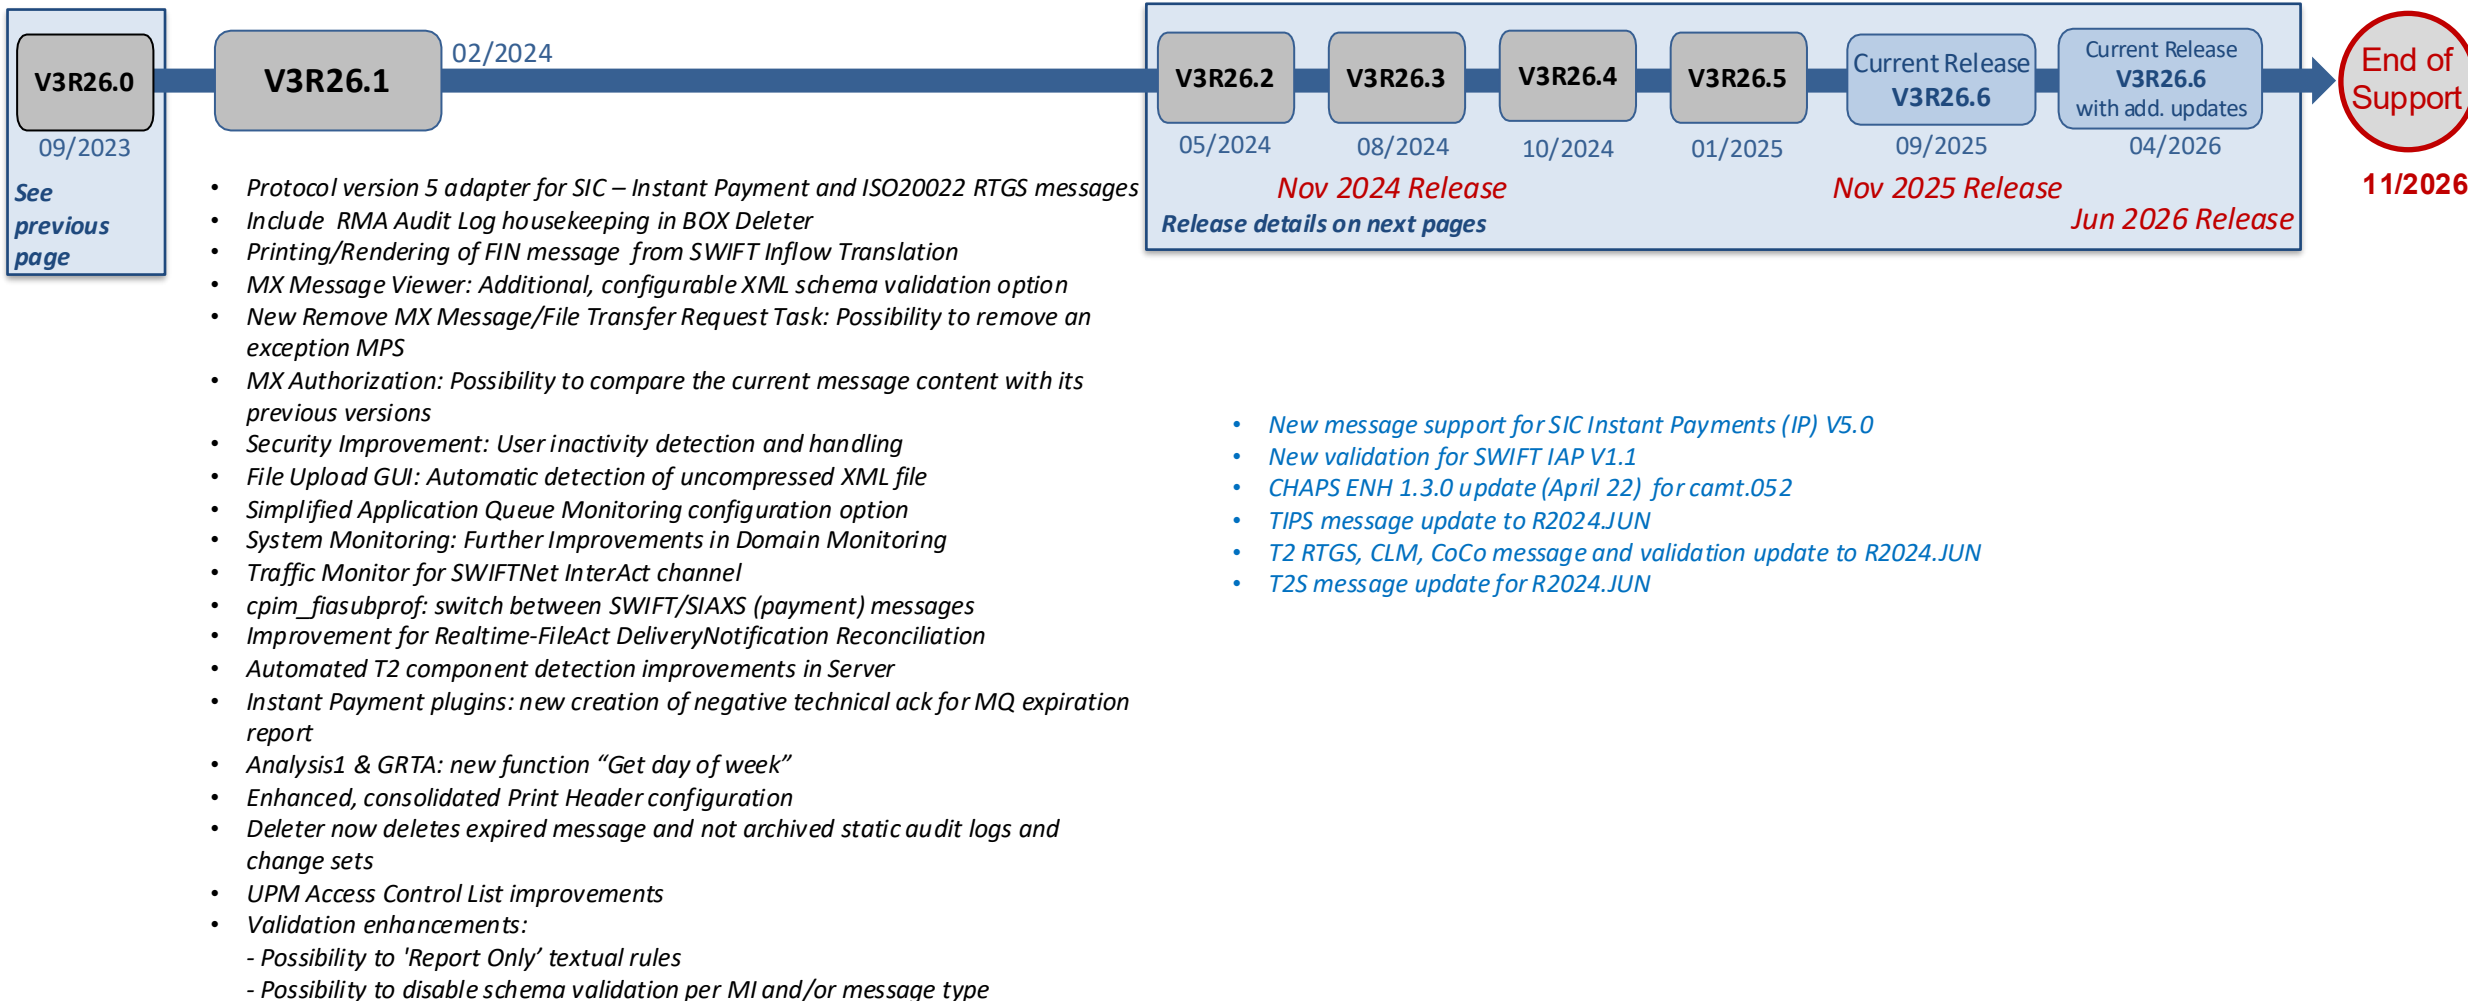 V3R26.0
09/2023
See
previous
page
V3R26.1
02/2024
V3R26.2
05/2024
V3R26.3
08/2024
V3R26.4
10/2024
V3R26.5
01/2025
Current Release
V3R26.6
09/2025
Current Release
V3R26.6
with add. updates
04/2026
End of
Support
11/2026
Nov 2024 Release
Nov 2025 Release
Jun 2026 Release
Release details on next pages
• Protocol version 5 adapter for SIC – Instant Payment and ISO20022 RTGS messages
• Include RMA Audit Log housekeeping in BOX Deleter
• Printing/Rendering of FIN message from SWIFT Inflow Translation
• MX Message Viewer: Additional, configurable XML schema validation option
• New Remove MX Message/File Transfer Request Task: Possibility to remove an
exception MPS
• MX Authorization: Possibility to compare the current message content with its
previous versions
• Security Improvement: User inactivity detection and handling
• File Upload GUI: Automatic detection of uncompressed XML file
• Simplified Application Queue Monitoring configuration option
• System Monitoring: Further Improvements in Domain Monitoring
• Traffic Monitor for SWIFTNet InterAct channel
• cpim_fiasubprof: switch between SWIFT/SIAXS (payment) messages
• Improvement for Realtime-FileAct DeliveryNotification Reconciliation
• Automated T2 component detection improvements in Server
• Instant Payment plugins: new creation of negative technical ack for MQ expiration
report
• Analysis1 & GRTA: new function “Get day of week”
• Enhanced, consolidated Print Header configuration
• Deleter now deletes expired message and not archived static audit logs and
change sets
• UPM Access Control List improvements
• Validation enhancements:
- Possibility to 'Report Only’ textual rules
- Possibility to disable schema validation per MI and/or message type
• New message support for SIC Instant Payments (IP) V5.0
• New validation for SWIFT IAP V1.1
• CHAPS ENH 1.3.0 update (April 22) for camt.052
• TIPS message update to R2024.JUN
• T2 RTGS, CLM, CoCo message and validation update to R2024.JUN
• T2S message update for R2024.JUN